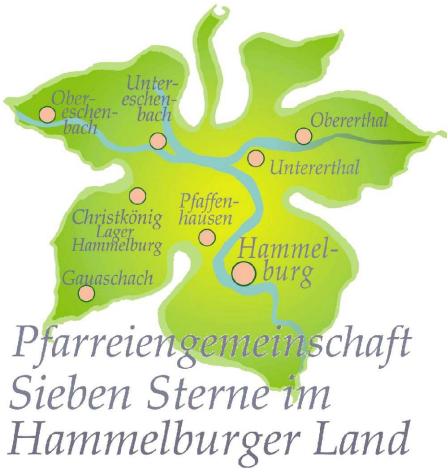 Ober-
eschen-
bach
Unter-
eschen-
bach
Obererthal
Untererthal
Pfaffen-
hausen
Christkönig
Lager
Hammelburg
Hammel-
burg
Gauaschach
Pfarreiengemeinschaft
Sieben Sterne im
Hammelburger Land